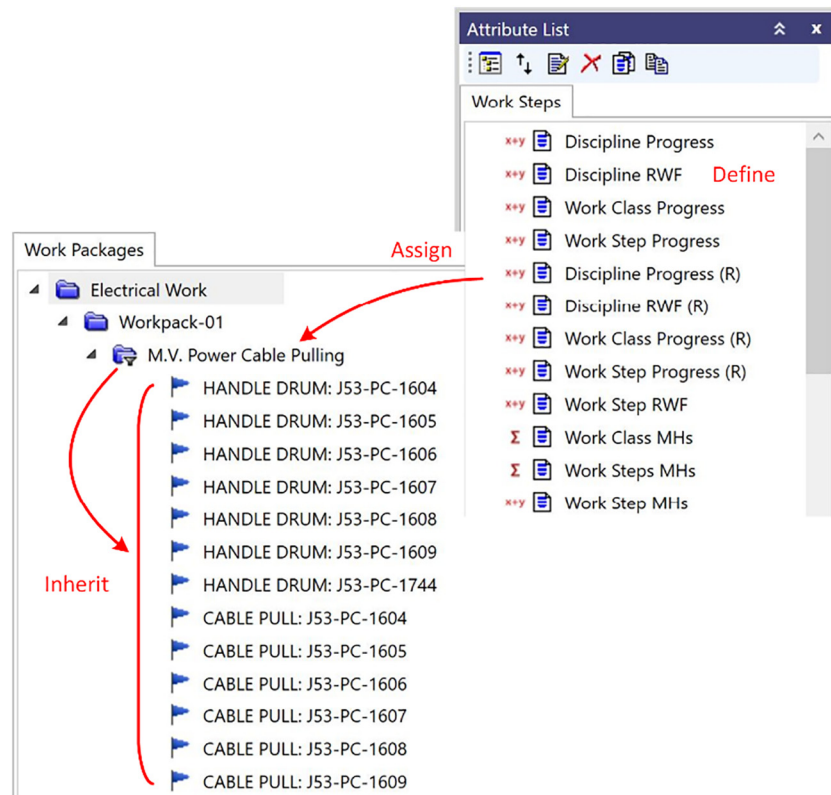 Attribute List
x
Work Steps
x+y Discipline Progress
x+y Discipline RWF Define
x+y Work Class Progress
x+y Work Step Progress
x+y Discipline Progress (R)
x+y Discipline RWF (R)
x+y Work Class Progress (R)
x+y Work Step Progress (R)
x+y Work Step RWF
Σ Work Class MHs
Σ Work Steps MHs
x+y Work Step MHs
Assign
Work Packages
Electrical Work
Workpack-01
M.V. Power Cable Pulling
HANDLE DRUM: J53-PC-1604
HANDLE DRUM: J53-PC-1605
HANDLE DRUM: J53-PC-1606
HANDLE DRUM: J53-PC-1607
HANDLE DRUM: J53-PC-1608
HANDLE DRUM: J53-PC-1609
HANDLE DRUM: J53-PC-1744
Inherit
CABLE PULL: J53-PC-1604
CABLE PULL: J53-PC-1605
CABLE PULL: J53-PC-1606
CABLE PULL: J53-PC-1607
CABLE PULL: J53-PC-1608
CABLE PULL: J53-PC-1609